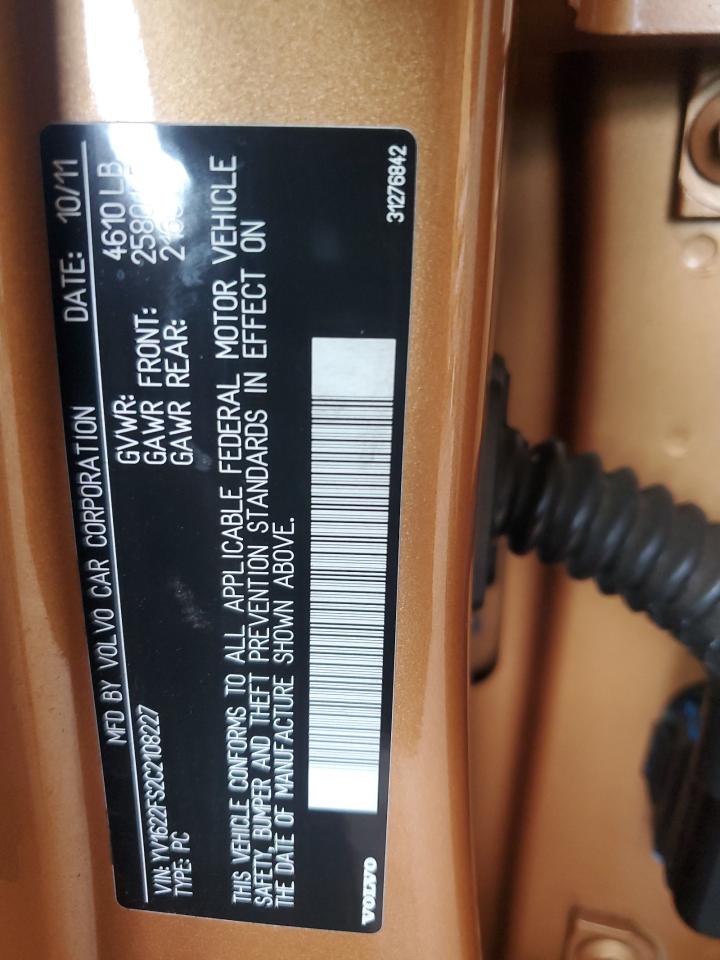 MFD BY VOLVO CAR CORPORATION DATE: 10/11
VIN: YV1622FS2C2108227 GVWR: 4610 LB
TYPE: PC GAWR FRONT:
GAWR REAR:
THIS VEHICLE CONFORMS TO ALL APPLICABLE FEDERAL MOTOR VEHICLE
SAFETY, BUMPER AND THEFT PREVENTION STANDARDS IN EFFECT ON
THE DATE OF MANUFACTURE SHOWN ABOVE.
VOLVO 31276842